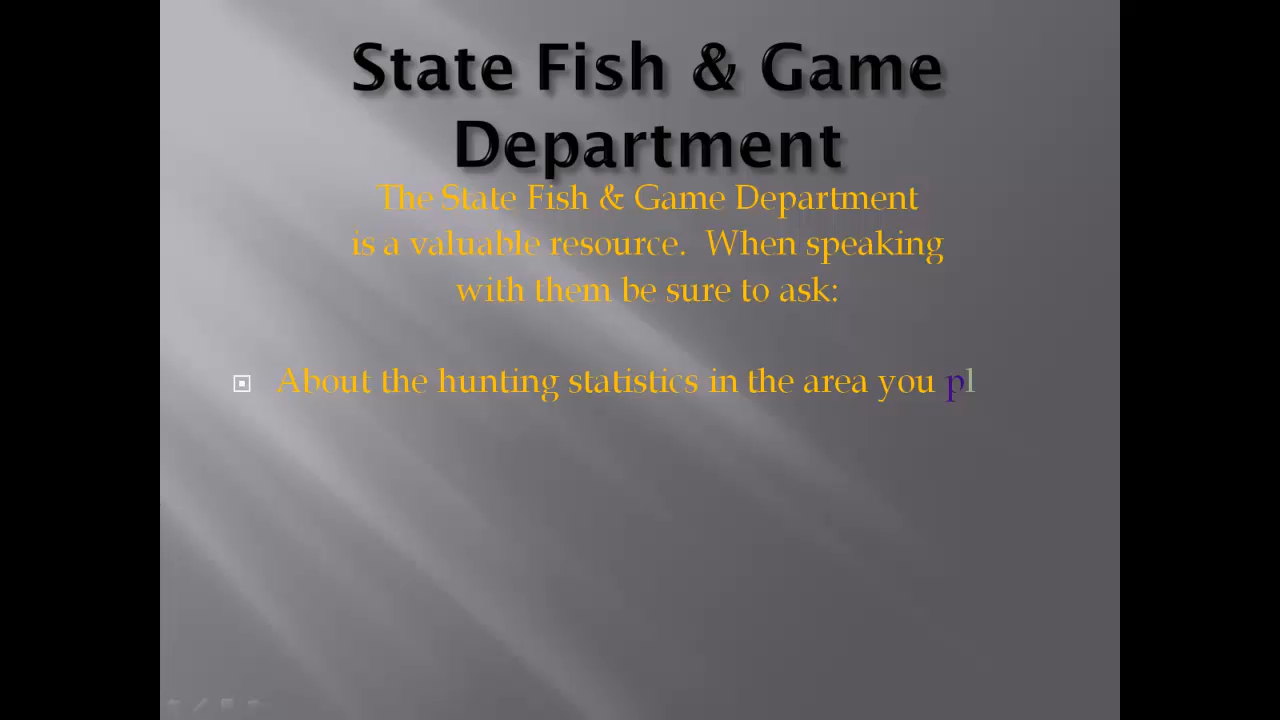 State Fish & Game
Department
The State Fish & Game Department
is a valuable resource.  When speaking
with them be sure to ask:
About the hunting statistics in the area you pl